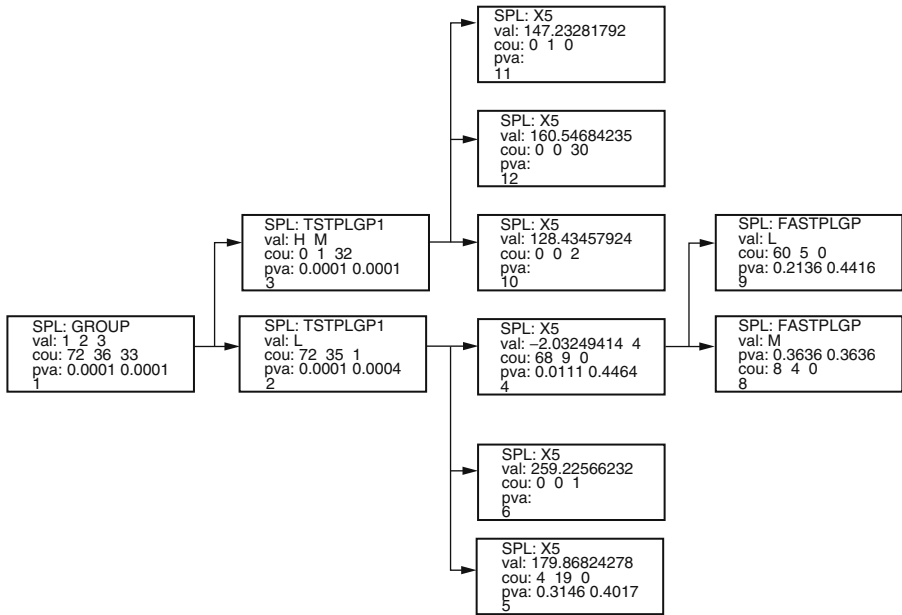 SPL: X5
val: 147.23281792
cou: 0 1 0
pva:
11
SPL: X5
val: 160.54684235
cou: 0 0 30
pva:
12
SPL: TSTPLGP1
val: H M
cou: 0 1 32
pva: 0.0001 0.0001
3
SPL: X5
val: 128.43457924
cou: 0 0 2
pva:
10
SPL: FASTPLGP
val: L
cou: 60 5 0
pva: 0.2136 0.4416
9
SPL: GROUP
val: 1 2 3
cou: 72 36 33
pva: 0.0001 0.0001
1
SPL: TSTPLGP1
val: L
cou: 72 35 1
pva: 0.0001 0.0004
2
SPL: X5
val: −2.03249414 4
cou: 68 9 0
pva: 0.0111 0.4464
4
SPL: FASTPLGP
val: M
pva: 0.3636 0.3636
cou: 8 4 0
8
SPL: X5
val: 259.22566232
cou: 0 0 1
pva:
6
SPL: X5
val: 179.86824278
cou: 4 19 0
pva: 0.3146 0.4017
5